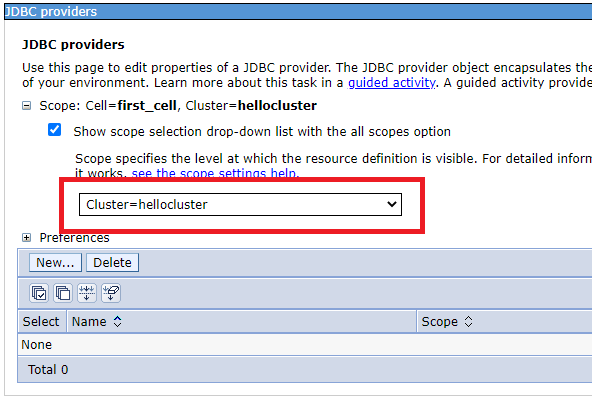 JDBC providers
JDBC providers
Use this page to edit properties of a JDBC provider. The JDBC provider object encapsulates the
of your environment. Learn more about this task in a guided activity. A guided activity provide
Scope: Cell=first_cell, Cluster=hellocluster
Show scope selection drop-down list with the all scopes option
Scope specifies the level at which the resource definition is visible. For detailed inform
it works, see the scope settings help.
Cluster=hellocluster
Preferences
New... Delete
Select Name Scope
None
Total 0